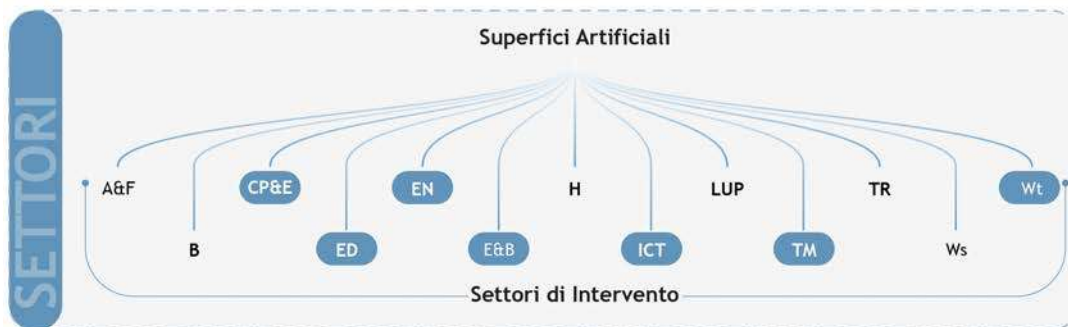 SETTORI
Superfici Artificiali
A&F
CP&E
EN
H
LUP
TR
Wt
B
ED
E&B
ICT
TM
Ws
Settori di Intervento